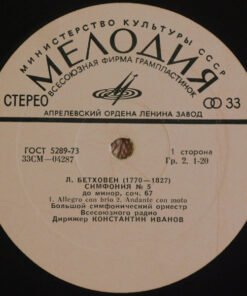 МИНИСТЕРСТВО КУЛЬТУРЫ СССР
МЕЛОДИЯ
ВСЕСОЮЗНАЯ ФИРМА ГРАМПЛАСТИНОК
СТЕРЕО
33
АПРЕЛЕВСКИЙ ОРДЕНА ЛЕНИНА ЗАВОД
ГОСТ 5289-73
33СМ—04287
1 сторона
Гр. 2. 1-20
Л. БЕТХОВЕН (1770—1827)
СИМФОНИЯ № 5
до минор, соч. 67
1. Allegro con brio 2. Andante con moto
Большой симфонический оркестр
Всесоюзного радио
Дирижер КОНСТАНТИН ИВАНОВ